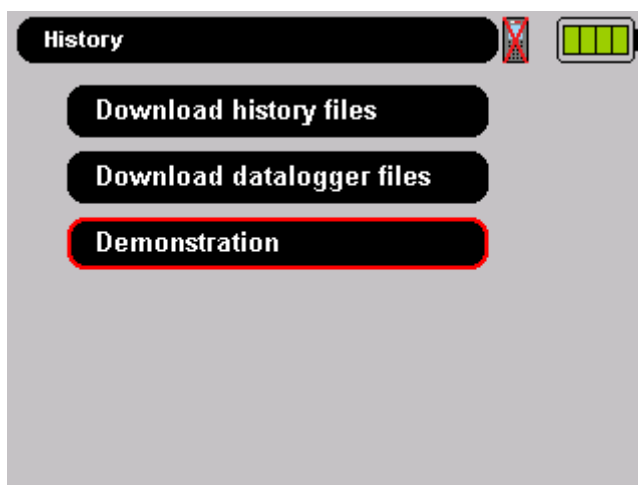 History
Download history files
Download datalogger files
Demonstration